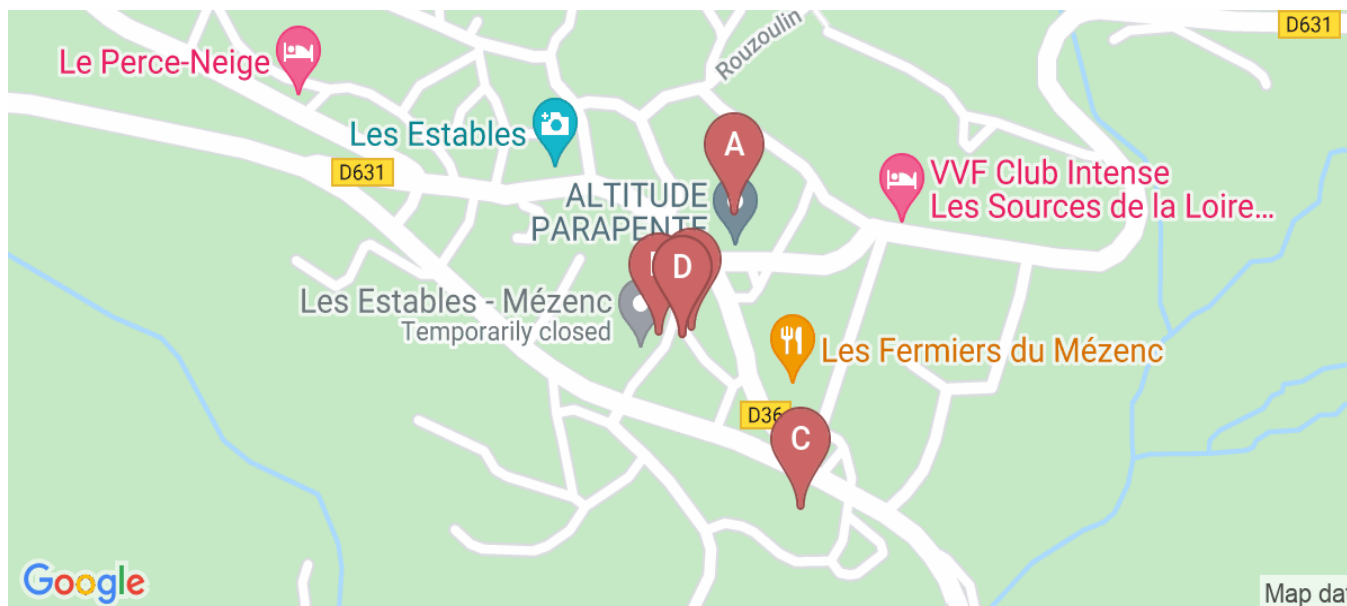 D631
Rouzoulin
Le Perce-Neige
Les Estables
A
D631
VVF Club Intense
Les Sources de la Loire...
ALTITUDE
PARAPENTE
D
Les Estables - Mézenc
Temporarily closed
Les Fermiers du Mézenc
D36
C
Google
Map dat